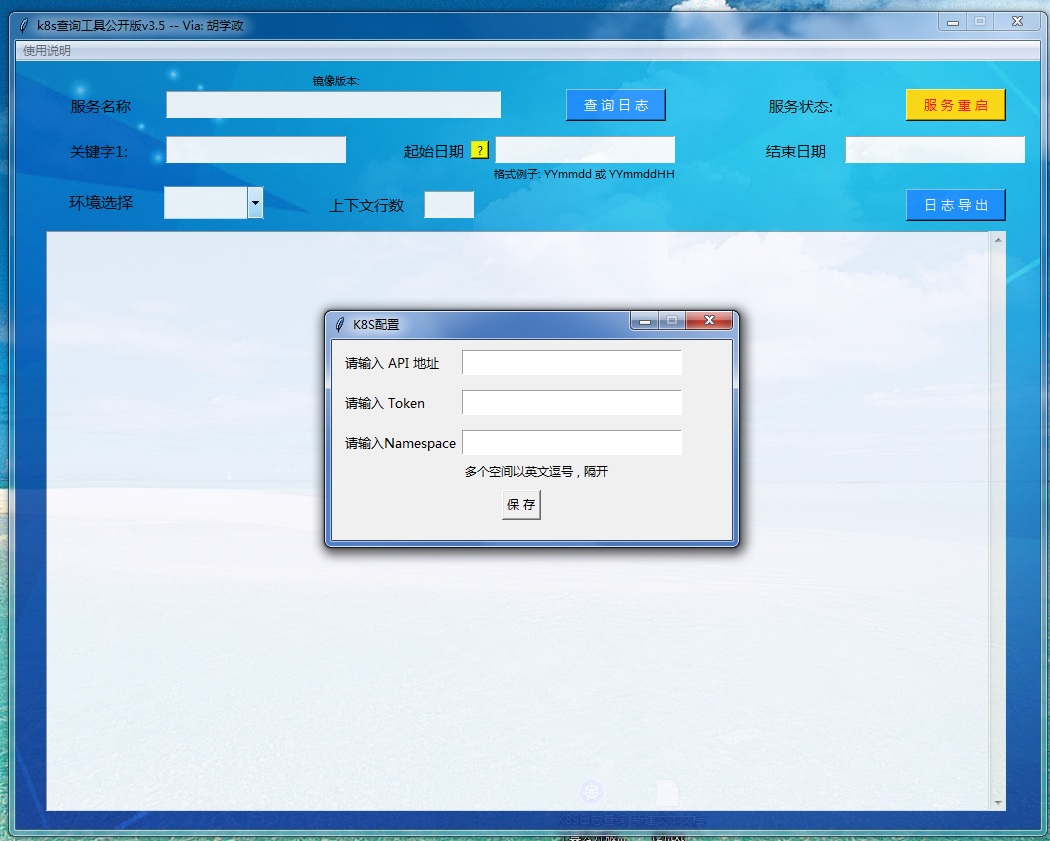 k8s查询工具公开版v3.5 -- Via: 胡学政
使用说明
镜像版本:
服务名称
查 询 日 志
服务状态:
服 务 重 启
关键字1:
起始日期 ?
结束日期
格式例子: YYmmdd 或 YYmmddHH
环境选择
上下文行数
日 志 导 出
K8S配置
请输入 API 地址
请输入 Token
请输入Namespace
多个空间以英文逗号 , 隔开
保 存